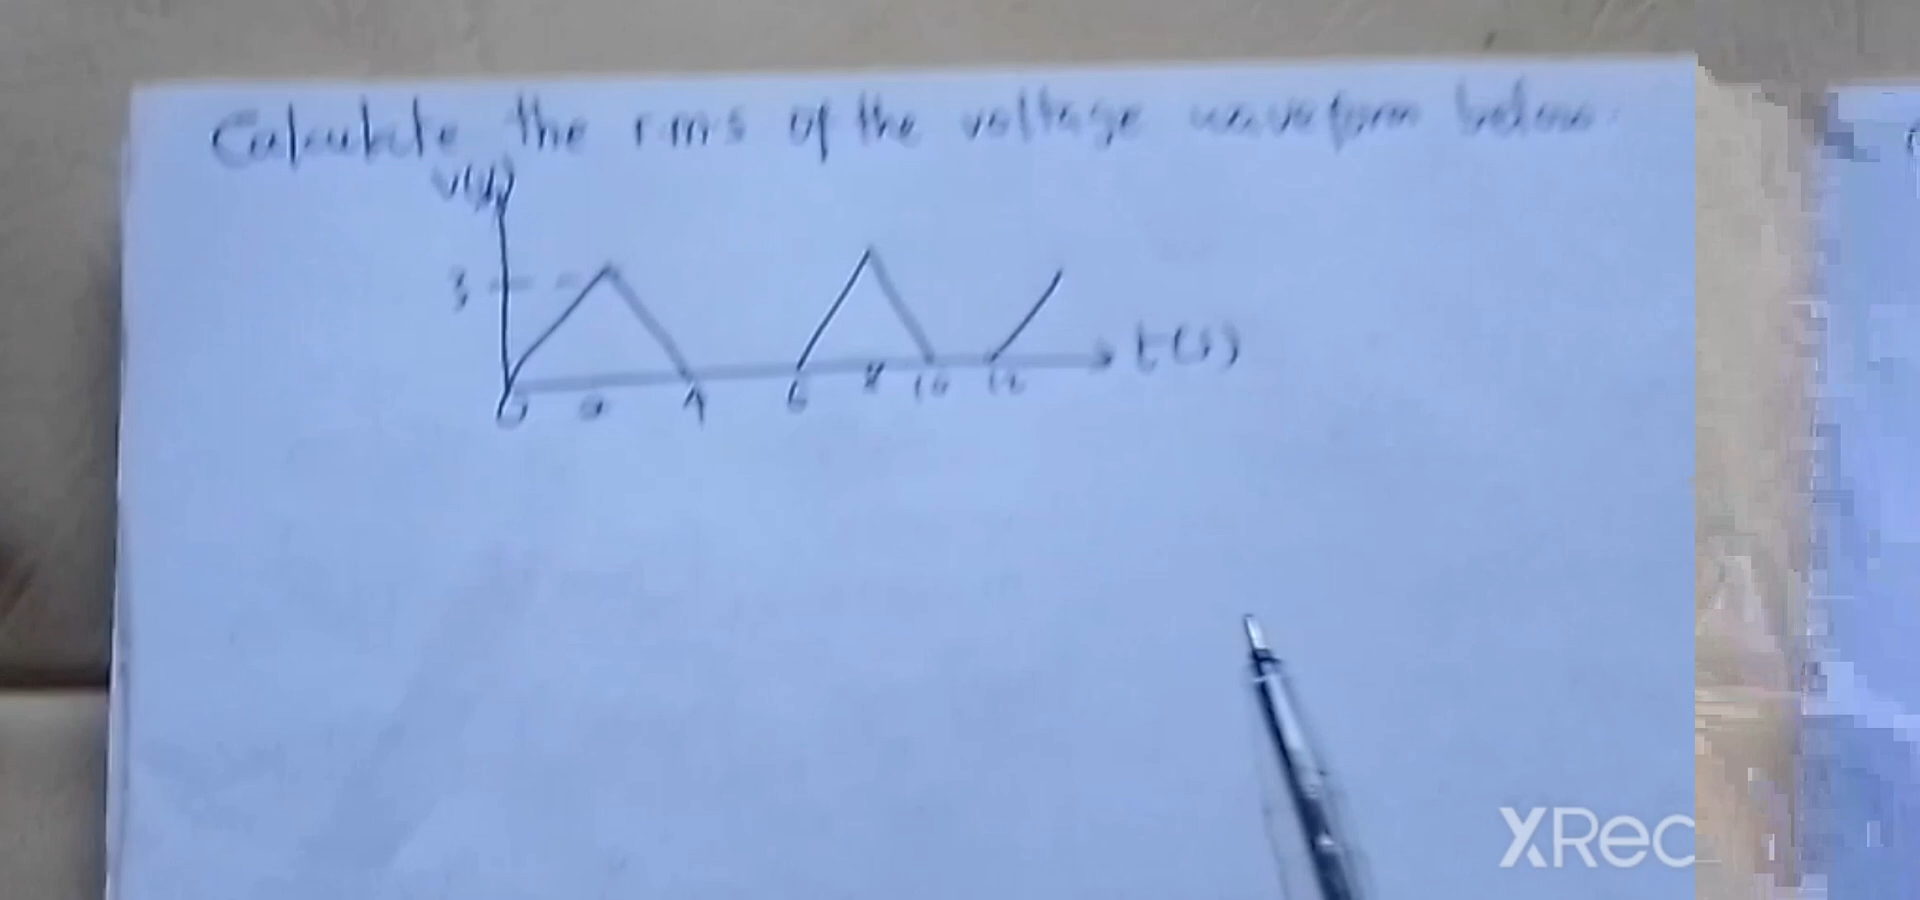 Calculate the rms of the voltage waveform below.
v(v)
3
t(s)
0 2 4 6 8 10 12
XRec